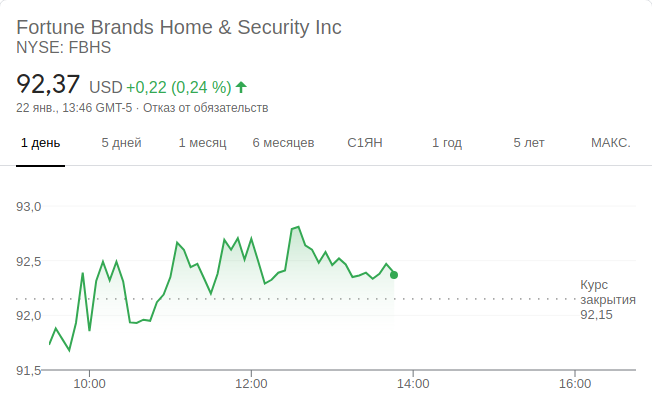 Fortune Brands Home & Security Inc
NYSE: FBHS
92,37 USD +0,22 (0,24 %)
22 янв., 13:46 GMT-5 · Отказ от обязательств
1 день 5 дней 1 месяц 6 месяцев С1ЯН 1 год 5 лет МАКС.
93,0
92,5
Курс
закрытия
92,15
92,0
91,5
10:00 12:00 14:00 16:00